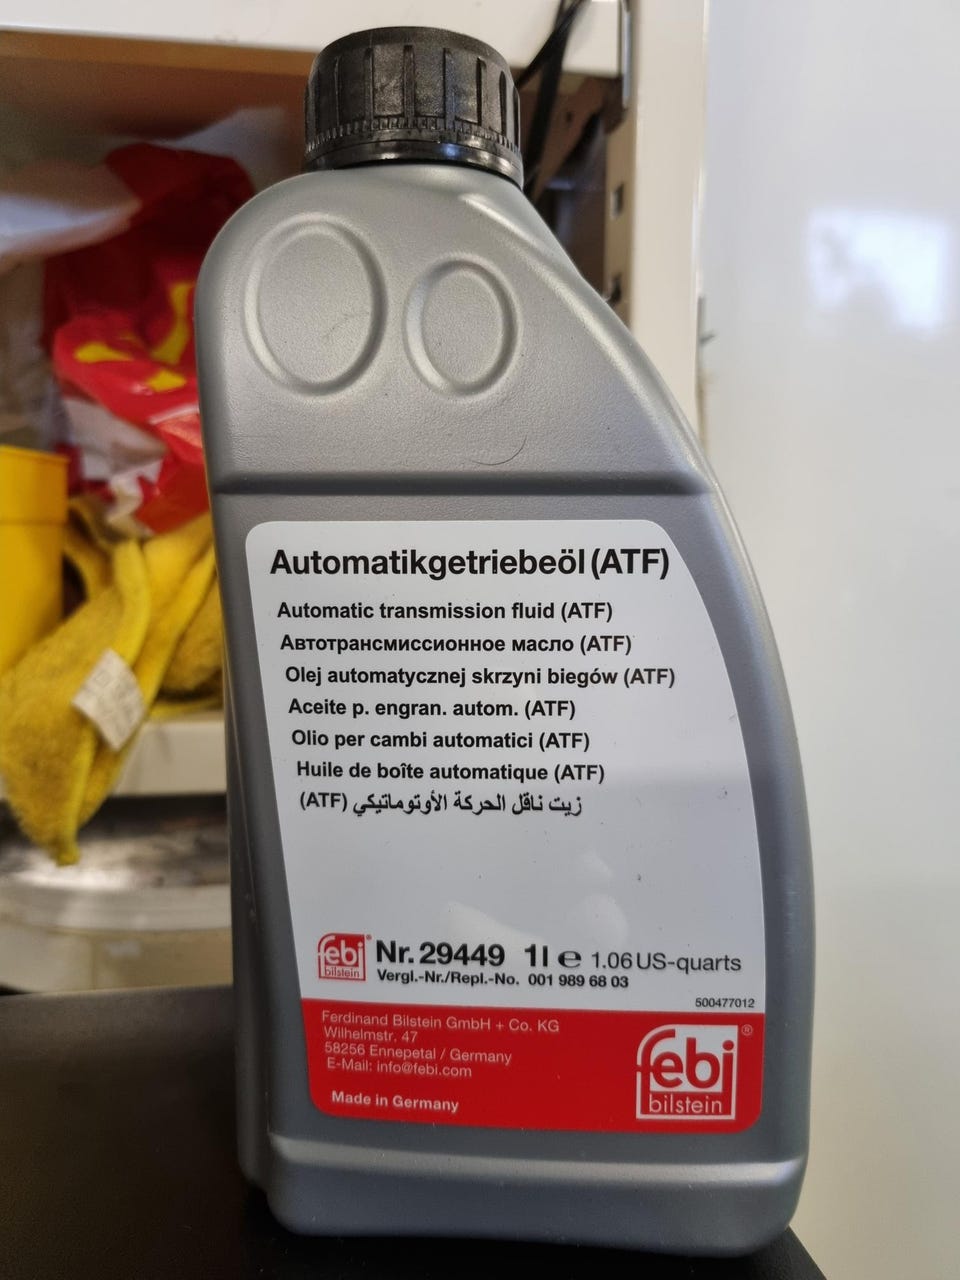 Automatikgetriebeöl (ATF)
Automatic transmission fluid (ATF)
Автотрансмиссионное масло (ATF)
Olej automatycznej skrzyni biegów (ATF)
Aceite p. engran. autom. (ATF)
Olio per cambi automatici (ATF)
Huile de boîte automatique (ATF)
زيت ناقل الحركة الأوتوماتيكي (ATF)
febi® bilstein Nr. 29449 1l e 1.06 US-quarts
Vergl.-Nr./Repl.-No. 001 989 68 03
500477012
Ferdinand Bilstein GmbH + Co. KG
Wilhelmstr. 47
58256 Ennepetal / Germany
E-Mail: info@febi.com
Made in Germany
febi®
bilstein